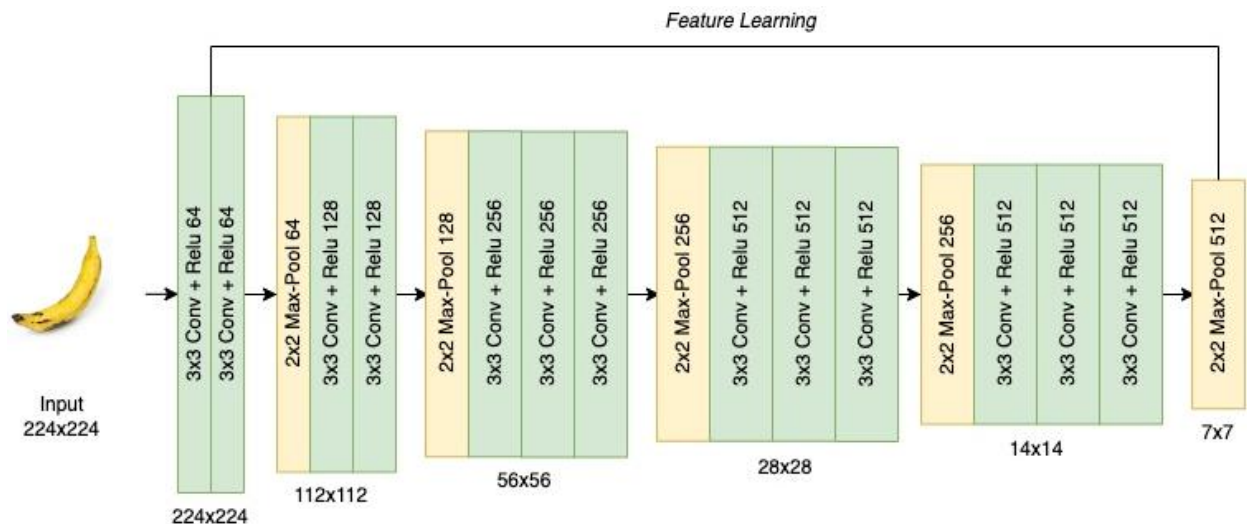 Feature Learning
Input
224x224
3x3 Conv + Relu 64
3x3 Conv + Relu 64
224x224
2x2 Max-Pool 64
3x3 Conv + Relu 128
3x3 Conv + Relu 128
112x112
2x2 Max-Pool 128
3x3 Conv + Relu 256
3x3 Conv + Relu 256
3x3 Conv + Relu 256
56x56
2x2 Max-Pool 256
3x3 Conv + Relu 512
3x3 Conv + Relu 512
3x3 Conv + Relu 512
28x28
2x2 Max-Pool 256
3x3 Conv + Relu 512
3x3 Conv + Relu 512
3x3 Conv + Relu 512
14x14
2x2 Max-Pool 512
7x7